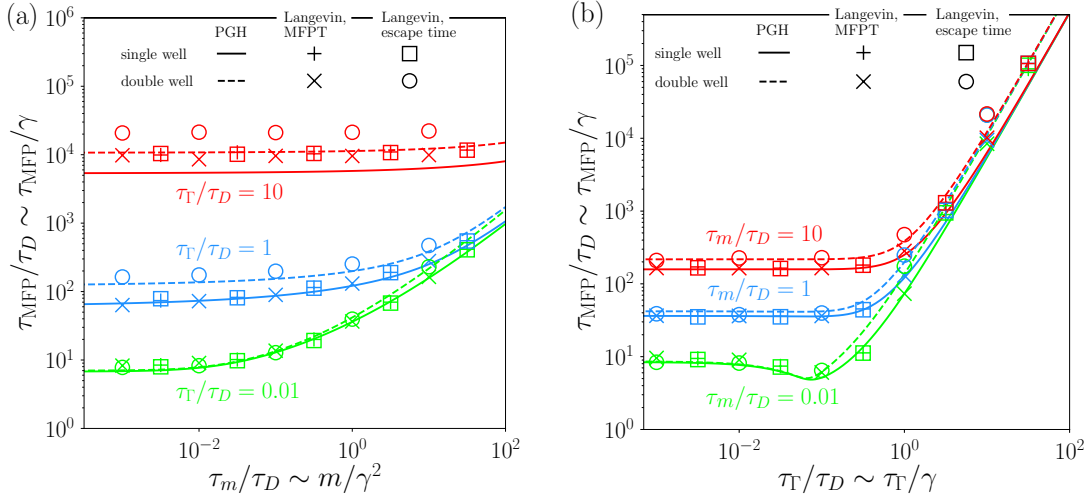 (a)
τ_MFP/τ_D ∼ τ_MFP/γ
10^6
10^5
10^4
10^3
10^2
10^1
10^0
PGH
Langevin, MFPT
Langevin, escape time
single well
double well
τ_Γ/τ_D = 10
τ_Γ/τ_D = 1
τ_Γ/τ_D = 0.01
10^−2
10^0
10^2
τ_m/τ_D ∼ m/γ^2
(b)
τ_MFP/τ_D ∼ τ_MFP/γ
10^5
10^4
10^3
10^2
10^1
10^0
PGH
Langevin, MFPT
Langevin, escape time
single well
double well
τ_m/τ_D = 10
τ_m/τ_D = 1
τ_m/τ_D = 0.01
10^−2
10^0
10^2
τ_Γ/τ_D ∼ τ_Γ/γ